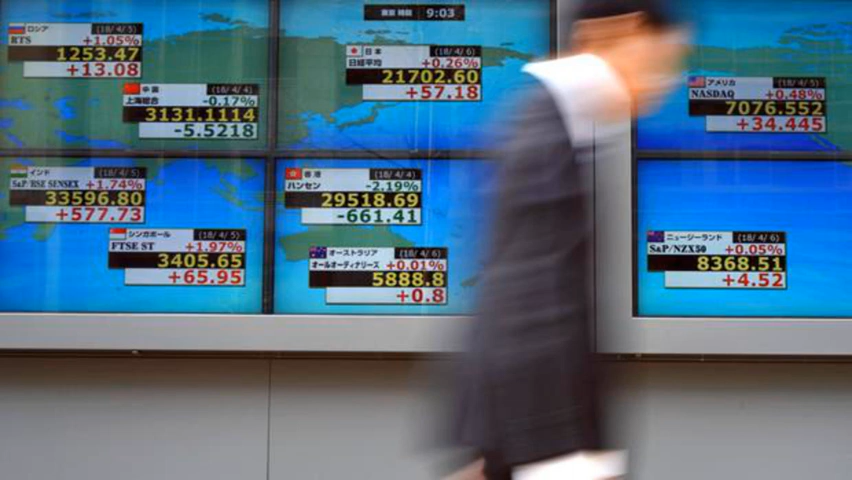 東京 時間 9:03
ロシア (18/4/5)
RTS +1.05%
1253.47
+13.08
中国 (18/4/4)
上海総合 -0.17%
3131.1114
-5.5218
日本 (18/4/6)
日経平均 +0.26%
21702.60
+57.18
アメリカ (18/4/5)
NASDAQ +0.48%
7076.552
+34.445
インド (18/4/5)
S&P/BSE SENSEX +1.74%
33596.80
+577.73
香港 (18/4/4)
ハンセン -2.19%
29518.69
-661.41
シンガポール (18/4/5)
FTSE ST +1.97%
3405.65
+65.95
オーストラリア (18/4/6)
オールオーディナリーズ +0.01%
5888.8
+0.8
ニュージーランド (18/4/6)
S&P/NZX50 +0.05%
8368.51
+4.52